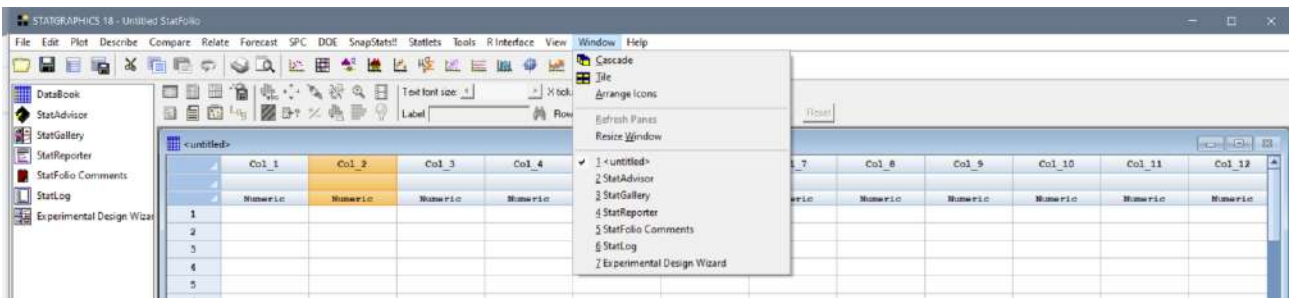 STATGRAPHICS 18 - Untitled StatFolio
File Edit Plot Describe Compare Relate Forecast SPC DOE SnapStats!! Statlets Tools R Interface View Window Help
Cascade
Tile
Arrange Icons
Refresh Panes
Resize Window
1 <untitled>
2 StatAdvisor
3 StatGallery
4 StatReporter
5 StatFolio Comments
6 StatLog
7 Experimental Design Wizard
Text font size:
Label
Row
Reset
DataBook
StatAdvisor
StatGallery
StatReporter
StatFolio Comments
StatLog
Experimental Design Wizar
<untitled>
Col_1 Col_2 Col_3 Col_4 _7 Col_8 Col_9 Col_10 Col_11 Col_12
Numeric Numeric Numeric Numeric eric Numeric Numeric Numeric Numeric Numeric
1
2
3
4
5